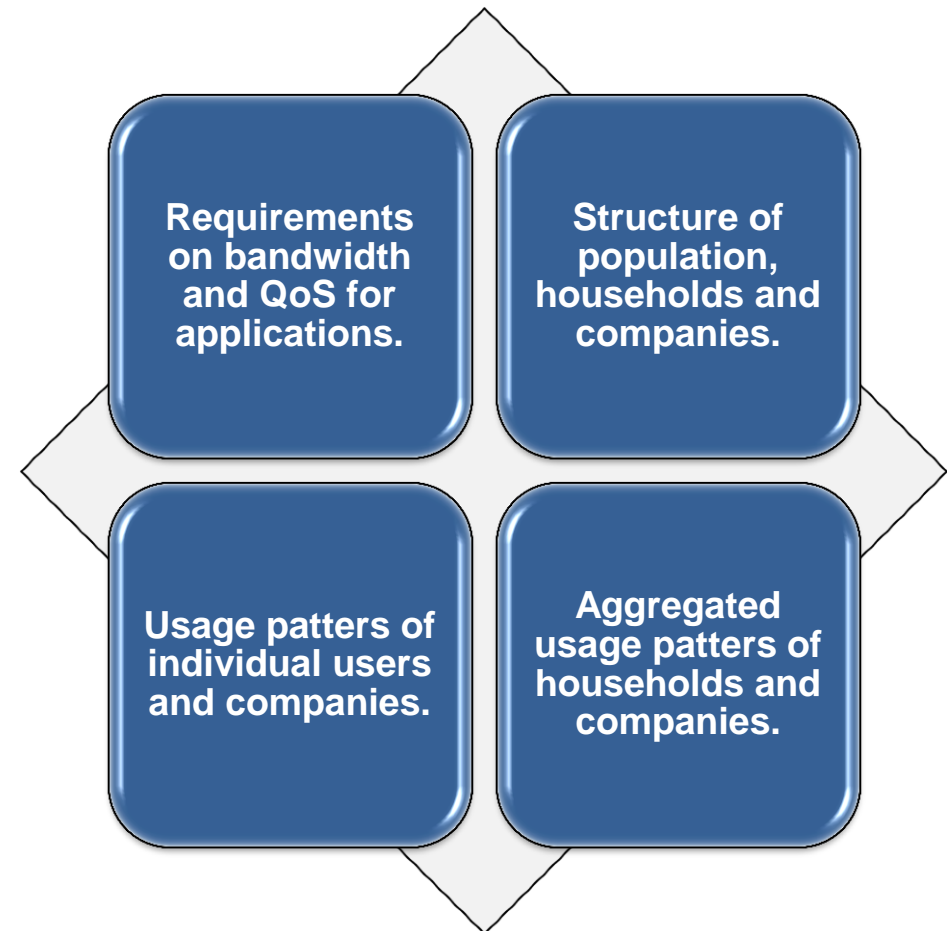 Requirements
on bandwidth
and QoS for
applications.
Structure of
population,
households and
companies.
Usage patters of
individual users
and companies.
Aggregated
usage patters of
households and
companies.